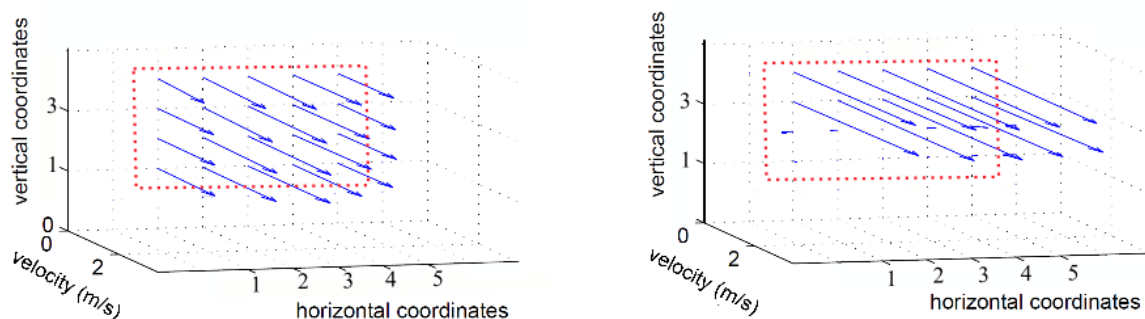 vertical coordinates
3
1
0
0
2
velocity (m/s)
1 2 3 4 5
horizontal coordinates
vertical coordinates
3
1
0
2
velocity (m/s)
1 2 3 4 5
horizontal coordinates